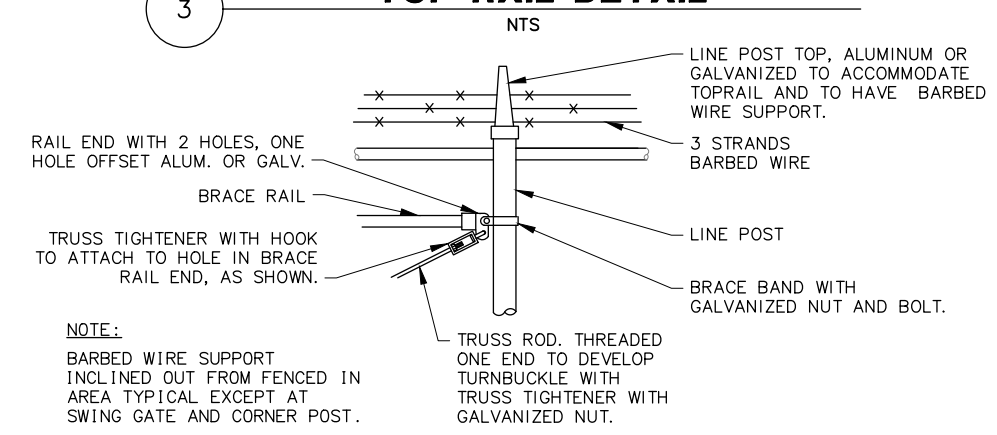 3
TOP RAIL DETAIL
NTS
LINE POST TOP, ALUMINUM OR
GALVANIZED TO ACCOMMODATE
TOPRAIL AND TO HAVE BARBED
WIRE SUPPORT.
3 STRANDS
BARBED WIRE
RAIL END WITH 2 HOLES, ONE
HOLE OFFSET ALUM. OR GALV.
BRACE RAIL
TRUSS TIGHTENER WITH HOOK
TO ATTACH TO HOLE IN BRACE
RAIL END, AS SHOWN.
LINE POST
BRACE BAND WITH
GALVANIZED NUT AND BOLT.
NOTE:
BARBED WIRE SUPPORT
INCLINED OUT FROM FENCED IN
AREA TYPICAL EXCEPT AT
SWING GATE AND CORNER POST.
TRUSS ROD. THREADED
ONE END TO DEVELOP
TURNBUCKLE WITH
TRUSS TIGHTENER WITH
GALVANIZED NUT.